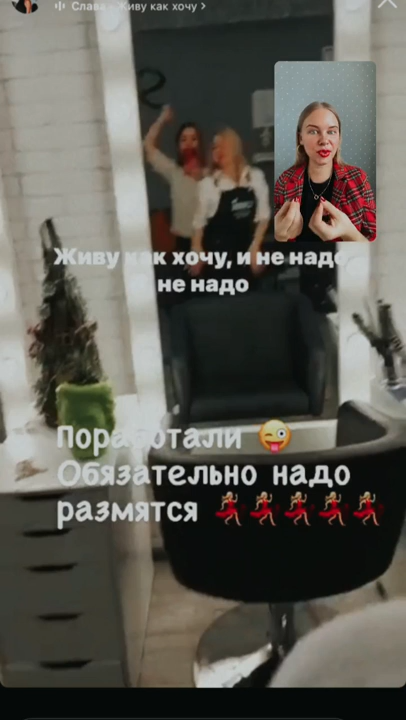 Слава Живу как хочу >
Живу как хочу, и не надо
не надо
Поработали 😜
Обязательно надо
размятся 💃💃💃💃💃